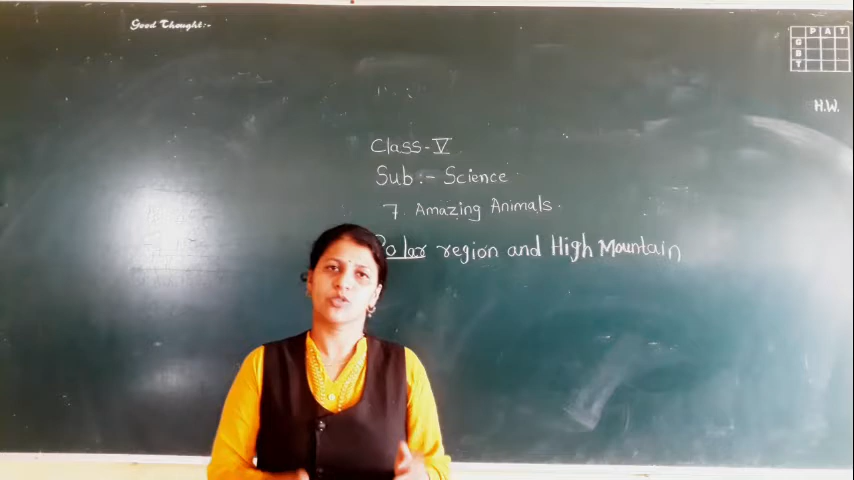 Good Thought:-
P A T
G
B
T
H.W.
Class-V
Sub:- Science
7. Amazing Animals.
Polar region and High Mountain